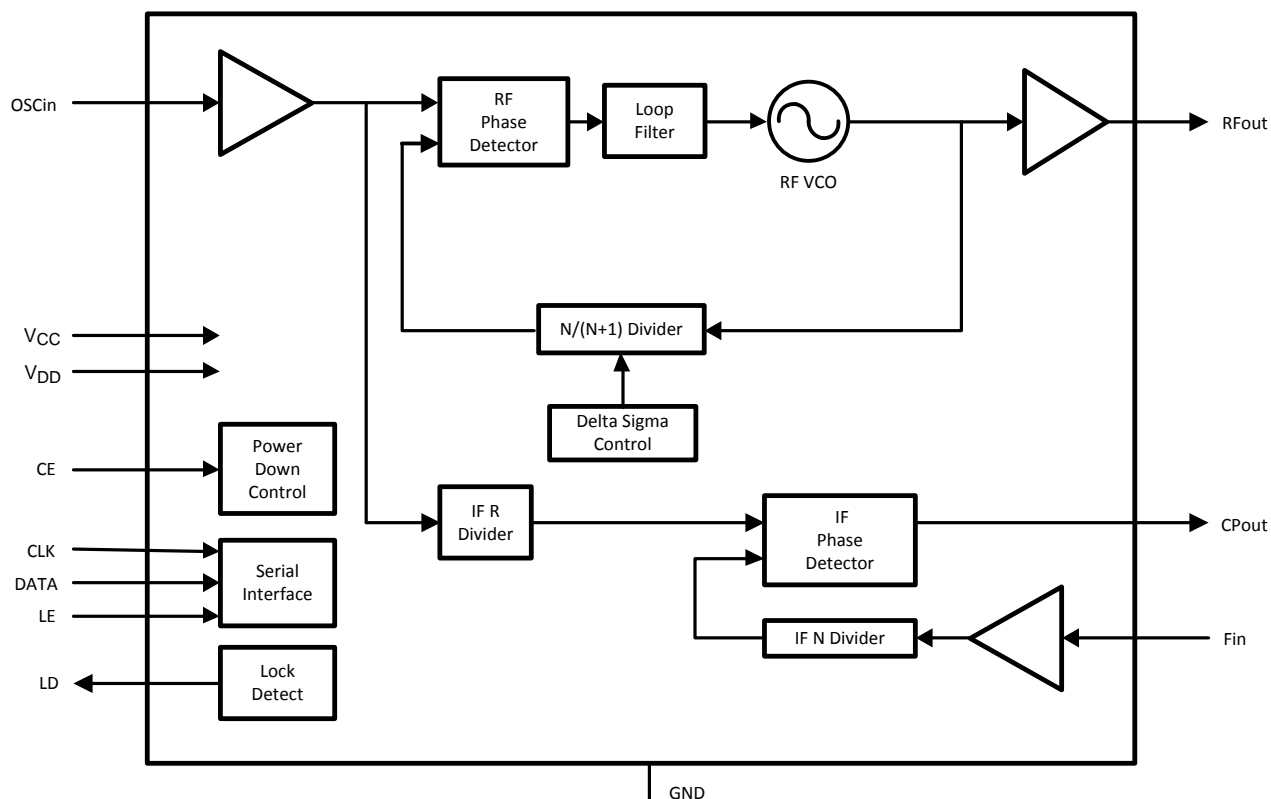 OSCin
RF
Phase
Detector
Loop
Filter
RF VCO
RFout
VCC
VDD
N/(N+1) Divider
Delta Sigma
Control
CE
Power
Down
Control
IF R
Divider
IF
Phase
Detector
CPout
CLK
DATA
LE
Serial
Interface
IF N Divider
Fin
LD
Lock
Detect
GND